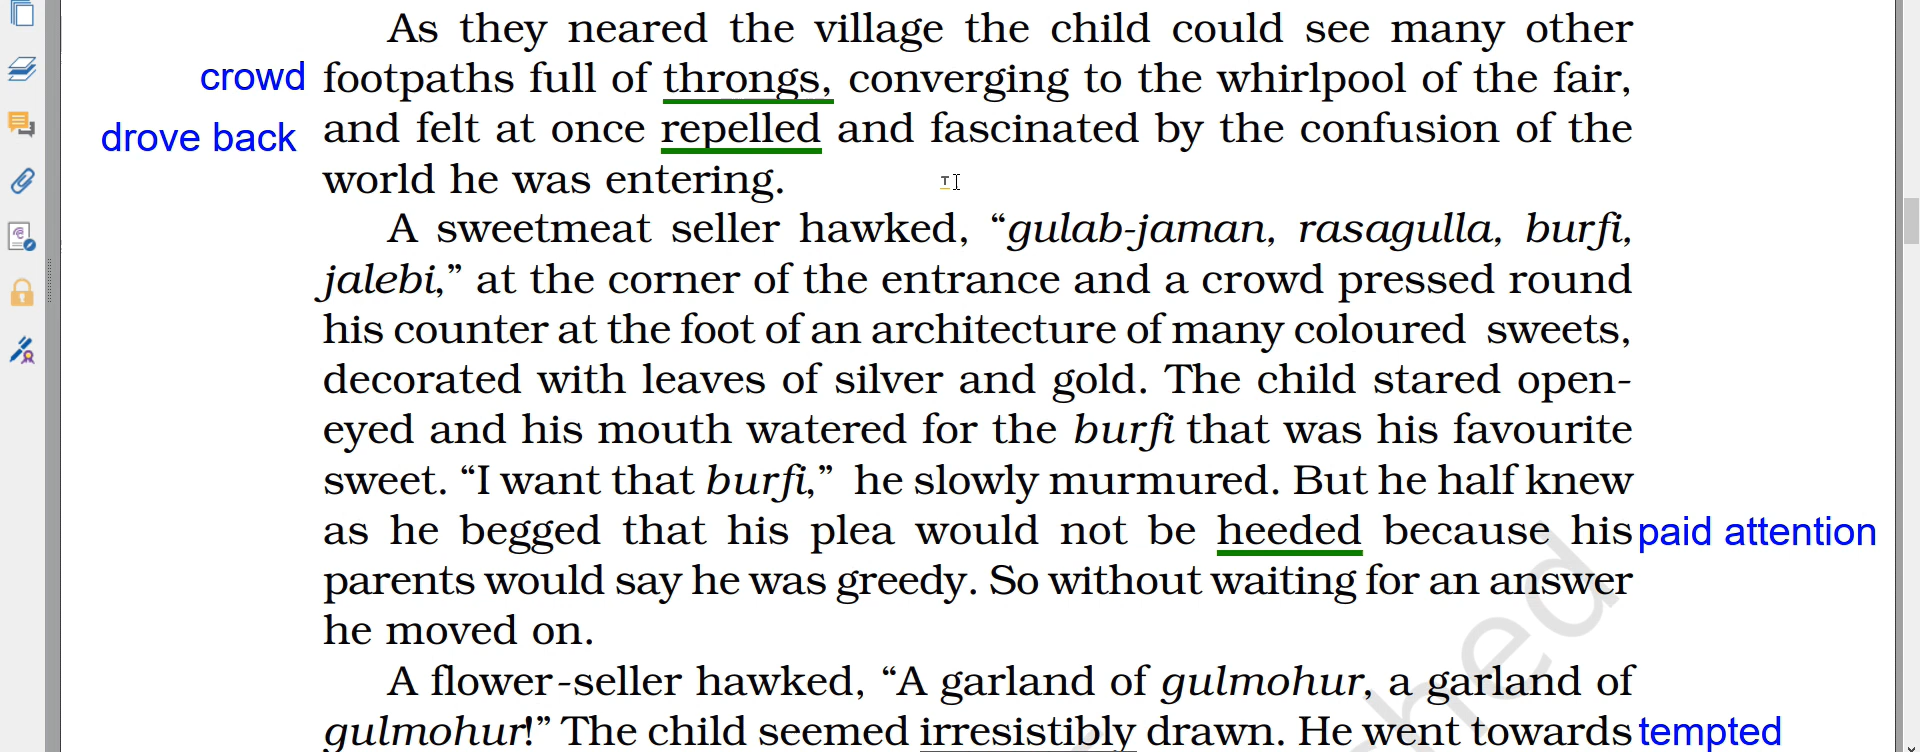 As they neared the village the child could see many other
crowd footpaths full of throngs, converging to the whirlpool of the fair,
drove back and felt at once repelled and fascinated by the confusion of the
world he was entering.
A sweetmeat seller hawked, “gulab-jaman, rasagulla, burfi,
jalebi,” at the corner of the entrance and a crowd pressed round
his counter at the foot of an architecture of many coloured sweets,
decorated with leaves of silver and gold. The child stared open-
eyed and his mouth watered for the burfi that was his favourite
sweet. “I want that burfi,” he slowly murmured. But he half knew
as he begged that his plea would not be heeded because his paid attention
parents would say he was greedy. So without waiting for an answer
he moved on.
A flower-seller hawked, “A garland of gulmohur, a garland of
gulmohur!” The child seemed irresistibly drawn. He went towards tempted